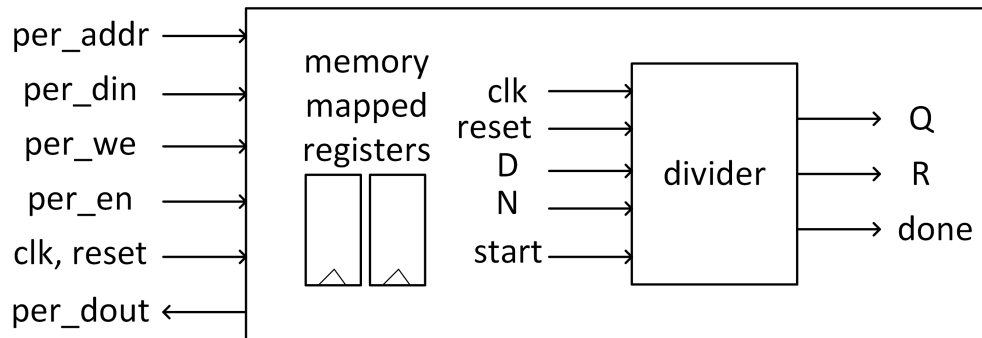 per_addr
per_din
per_we
per_en
clk, reset
per_dout
memory
mapped
registers
clk
reset
D
N
start
divider
Q
R
done